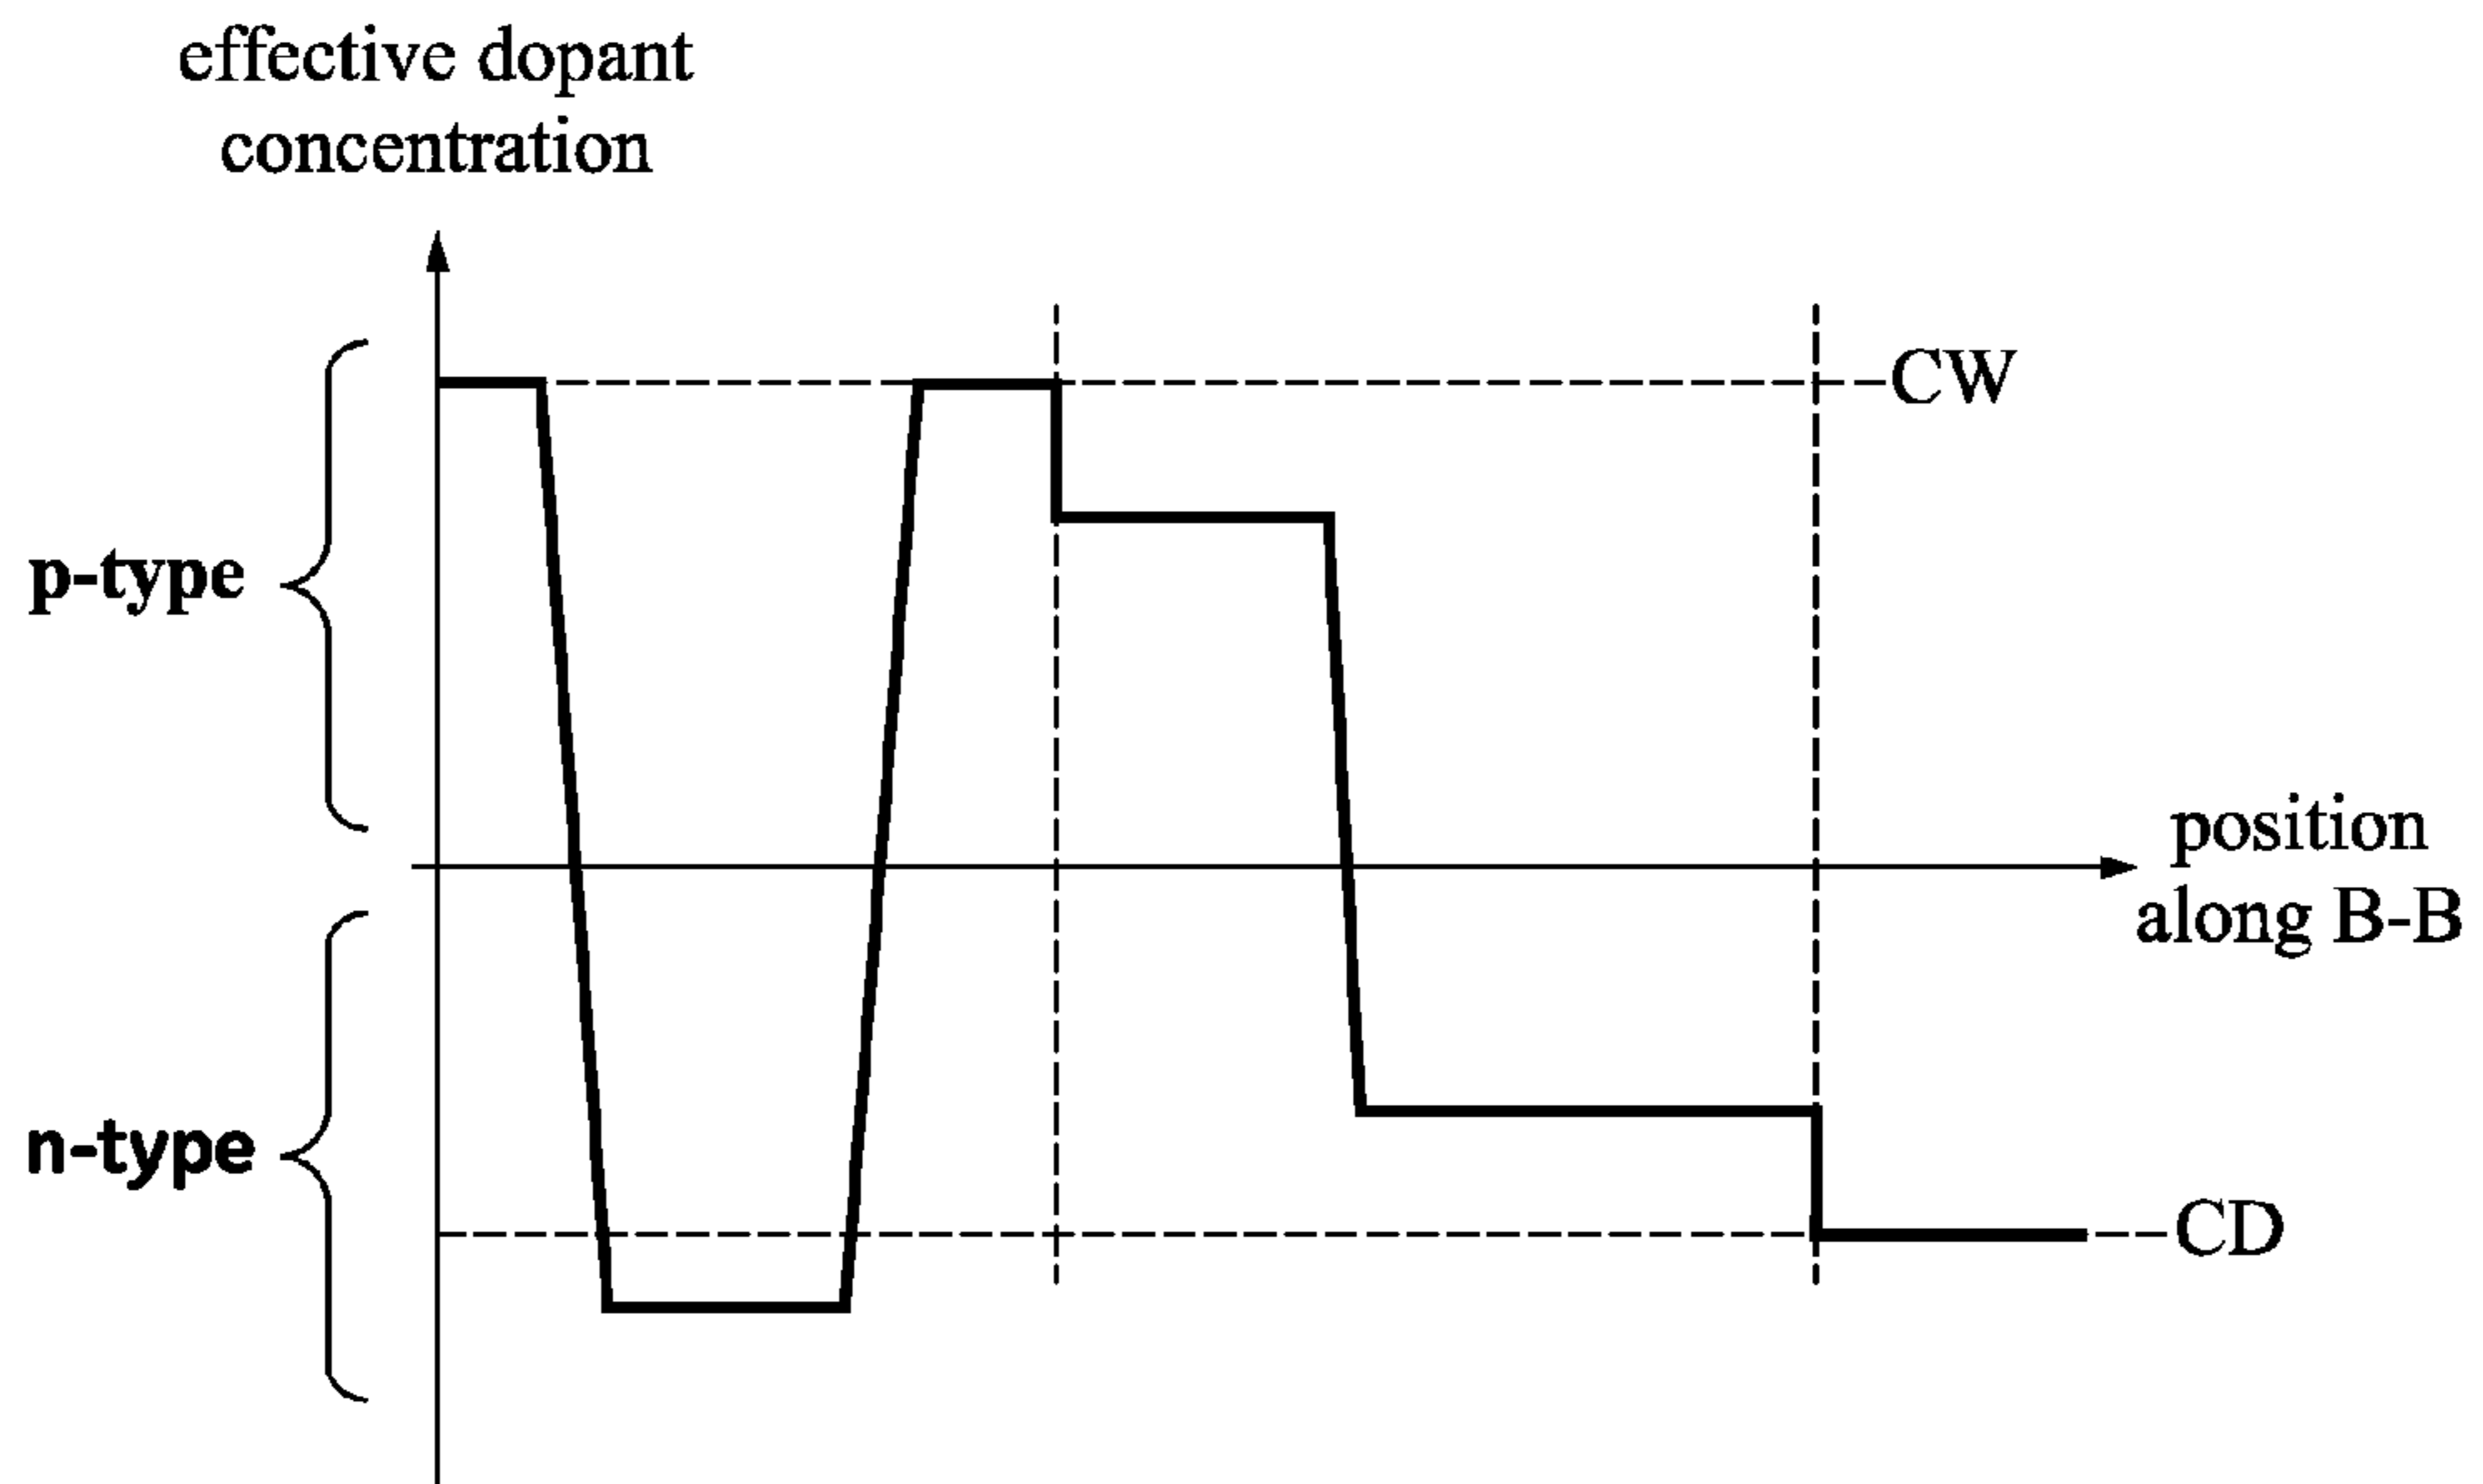 effective dopant
concentration
CW
p-type
position
along B-B
n-type
CD